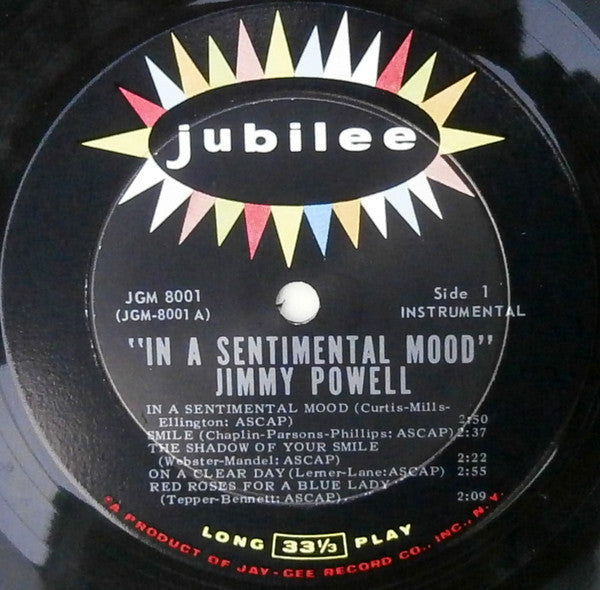 jubilee
JGM 8001
(JGM-8001 A)
Side 1
INSTRUMENTAL
"IN A SENTIMENTAL MOOD"
JIMMY POWELL
IN A SENTIMENTAL MOOD (Curtis-Mills-
Ellington: ASCAP) 2:50
SMILE (Chaplin-Parsons-Phillips: ASCAP) 2:37
THE SHADOW OF YOUR SMILE
(Webster-Mandel: ASCAP) 2:22
ON A CLEAR DAY (Lerner-Lane: ASCAP) 2:55
RED ROSES FOR A BLUE LADY
(Tepper-Bennett: ASCAP) 2:09
LONG 33⅓ PLAY
A PRODUCT OF JAY-GEE RECORD CO., INC., N.Y.